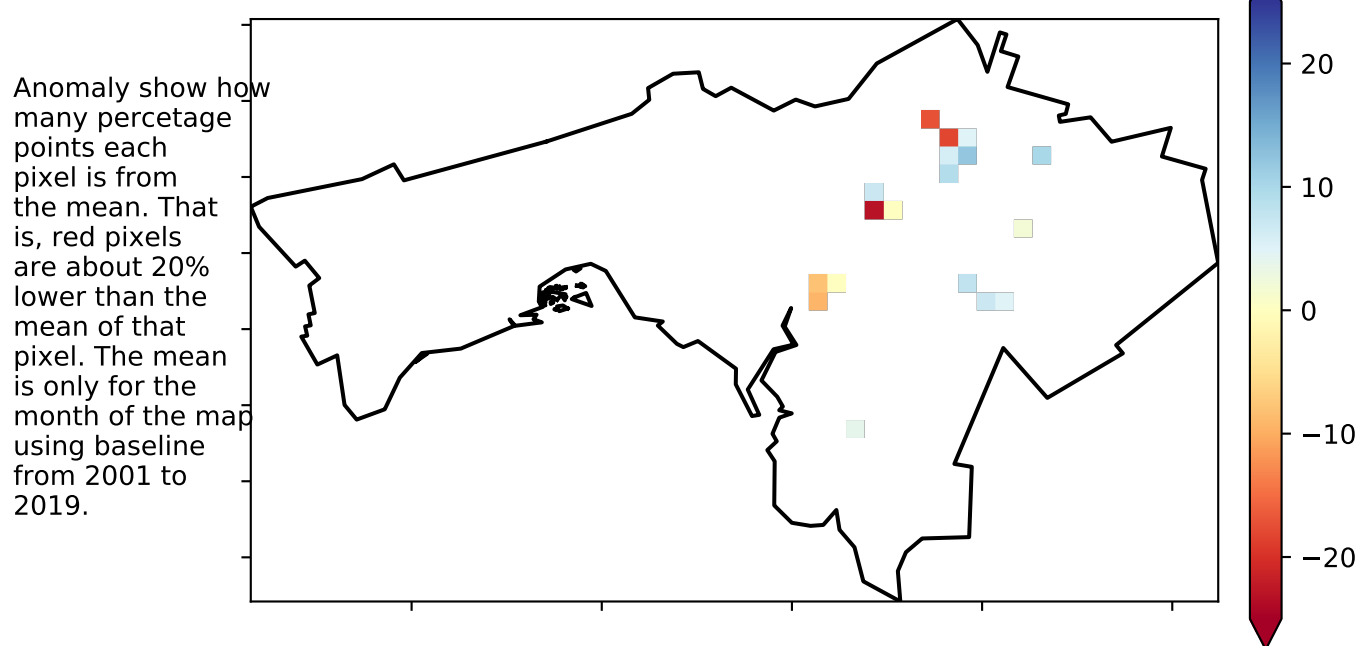 Anomaly show how
many percetage
points each
pixel is from
the mean. That
is, red pixels
are about 20%
lower than the
mean of that
pixel. The mean
is only for the
month of the map
using baseline
from 2001 to
2019.
20
10
0
−10
−20